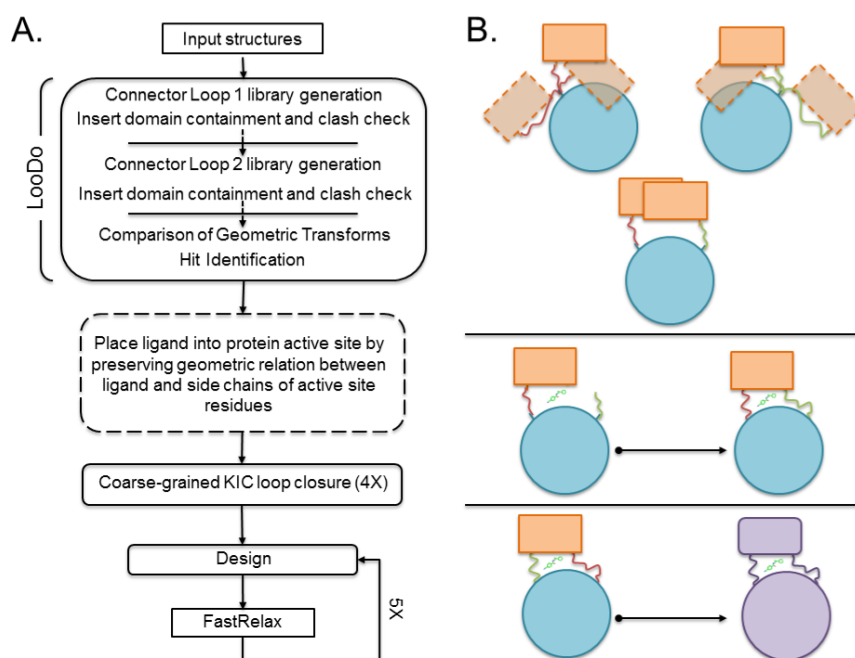 A.
B.
Input structures
LooDo
Connector Loop 1 library generation
Insert domain containment and clash check
Connector Loop 2 library generation
Insert domain containment and clash check
Comparison of Geometric Transforms
Hit Identification
Place ligand into protein active site by
preserving geometric relation between
ligand and side chains of active site
residues
Coarse-grained KIC loop closure (4X)
Design
5X
FastRelax